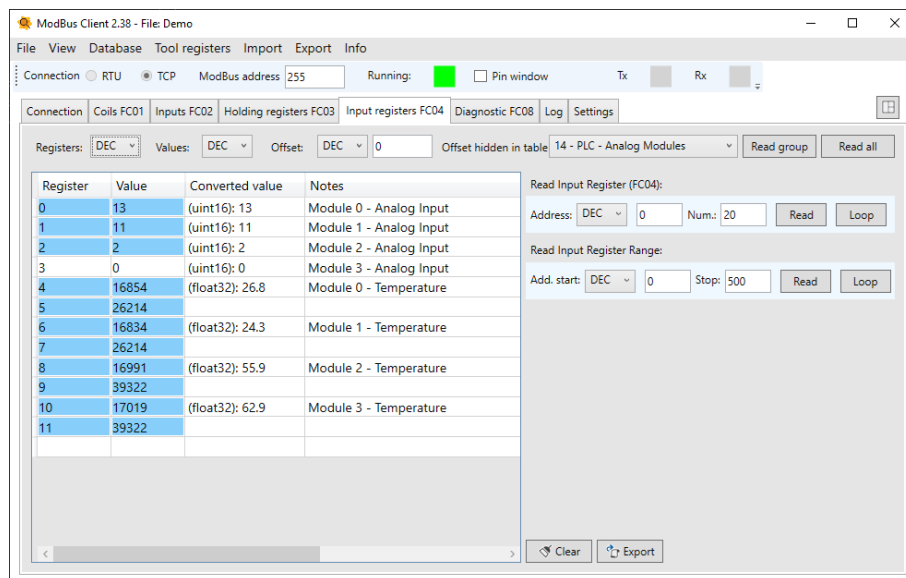 ModBus Client 2.38 - File: Demo
File View Database Tool registers Import Export Info
Connection RTU TCP ModBus address 255 Running: Pin window Tx Rx
Connection Coils FC01 Inputs FC02 Holding registers FC03 Input registers FC04 Diagnostic FC08 Log Settings
Registers: DEC Values: DEC Offset: DEC 0 Offset hidden in table 14 - PLC - Analog Modules Read group Read all
Register Value Converted value Notes
0 13 (uint16): 13 Module 0 - Analog Input
1 11 (uint16): 11 Module 1 - Analog Input
2 2 (uint16): 2 Module 2 - Analog Input
3 0 (uint16): 0 Module 3 - Analog Input
4 16854 (float32): 26.8 Module 0 - Temperature
5 26214
6 16834 (float32): 24.3 Module 1 - Temperature
7 26214
8 16991 (float32): 55.9 Module 2 - Temperature
9 39322
10 17019 (float32): 62.9 Module 3 - Temperature
11 39322
Read Input Register (FC04):
Address: DEC 0 Num.: 20 Read Loop
Read Input Register Range:
Add. start: DEC 0 Stop: 500 Read Loop
Clear Export